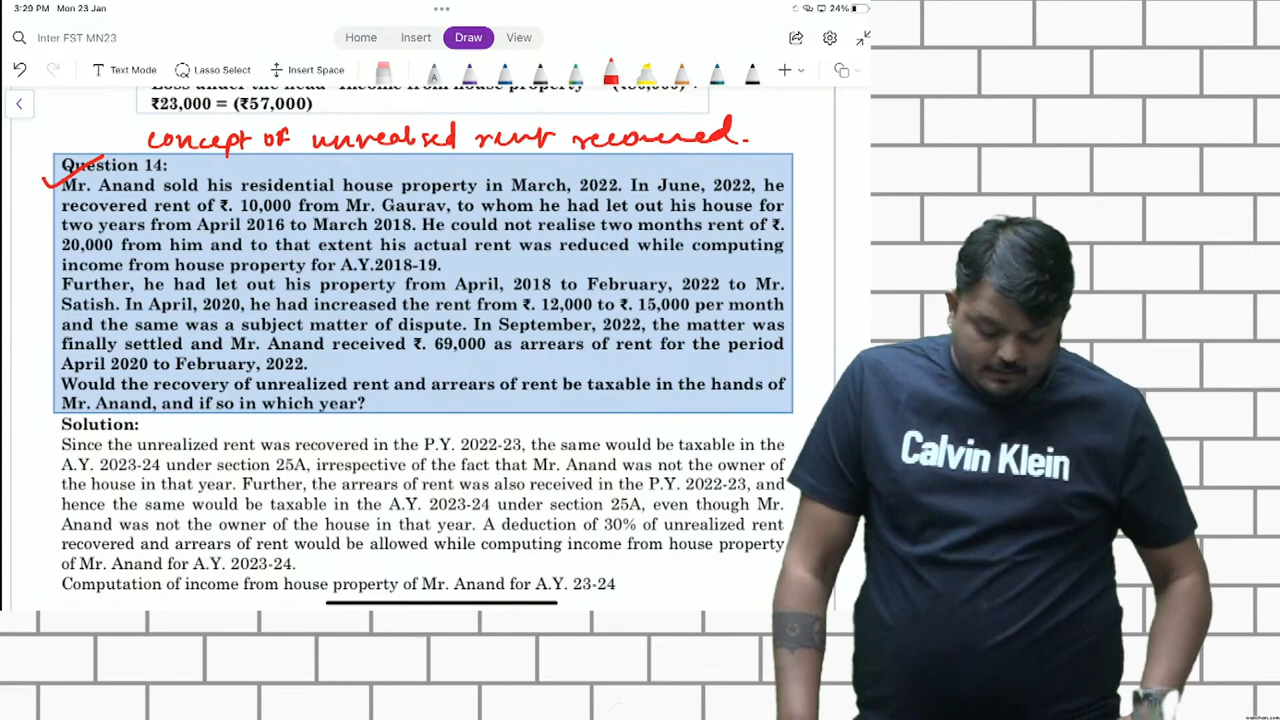 3:29 PM Mon 23 Jan
24%
Inter FST MN23
Home Insert Draw View
Text Mode Lasso Select Insert Space
Loss under the head "Income from house property"
₹23,000 = (₹57,000)
concept of unrealised rent recovered.
Question 14:
Mr. Anand sold his residential house property in March, 2022. In June, 2022, he
recovered rent of ₹. 10,000 from Mr. Gaurav, to whom he had let out his house for
two years from April 2016 to March 2018. He could not realise two months rent of ₹.
20,000 from him and to that extent his actual rent was reduced while computing
income from house property for A.Y.2018-19.
Further, he had let out his property from April, 2018 to February, 2022 to Mr.
Satish. In April, 2020, he had increased the rent from ₹. 12,000 to ₹. 15,000 per month
and the same was a subject matter of dispute. In September, 2022, the matter was
finally settled and Mr. Anand received ₹. 69,000 as arrears of rent for the period
April 2020 to February, 2022.
Would the recovery of unrealized rent and arrears of rent be taxable in the hands of
Mr. Anand, and if so in which year?
Solution:
Since the unrealized rent was recovered in the P.Y. 2022-23, the same would be taxable in the
A.Y. 2023-24 under section 25A, irrespective of the fact that Mr. Anand was not the owner of
the house in that year. Further, the arrears of rent was also received in the P.Y. 2022-23, and
hence the same would be taxable in the A.Y. 2023-24 under section 25A, even though Mr.
Anand was not the owner of the house in that year. A deduction of 30% of unrealized rent
recovered and arrears of rent would be allowed while computing income from house property
of Mr. Anand for A.Y. 2023-24.
Computation of income from house property of Mr. Anand for A.Y. 23-24
Calvin Klein